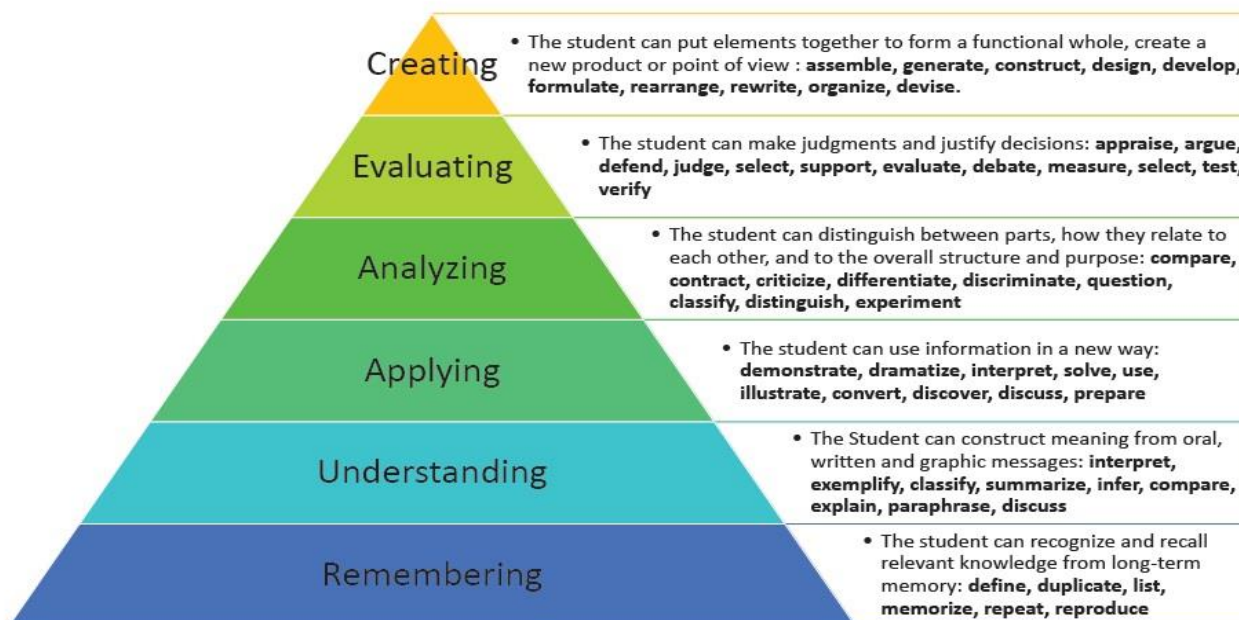 Creating
• The student can put elements together to form a functional whole, create a
new product or point of view : assemble, generate, construct, design, develop,
formulate, rearrange, rewrite, organize, devise.
Evaluating
• The student can make judgments and justify decisions: appraise, argue,
defend, judge, select, support, evaluate, debate, measure, select, test,
verify
Analyzing
• The student can distinguish between parts, how they relate to
each other, and to the overall structure and purpose: compare,
contract, criticize, differentiate, discriminate, question,
classify, distinguish, experiment
Applying
• The student can use information in a new way:
demonstrate, dramatize, interpret, solve, use,
illustrate, convert, discover, discuss, prepare
Understanding
• The Student can construct meaning from oral,
written and graphic messages: interpret,
exemplify, classify, summarize, infer, compare,
explain, paraphrase, discuss
Remembering
• The student can recognize and recall
relevant knowledge from long-term
memory: define, duplicate, list,
memorize, repeat, reproduce